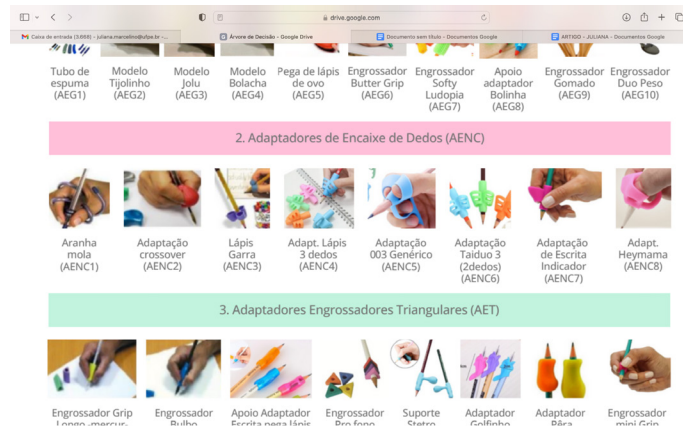 drive.google.com
Caixa de entrada (3.666) - juliana.marcelino@ufpe.br -...
Árvore de Decisão - Google Drive
Documento sem título - Documentos Google
ARTIGO - JULIANA - Documentos Google
Tubo de espuma (AEG1)
Modelo Tijolinho (AEG2)
Modelo Jolu (AEG3)
Modelo Bolacha (AEG4)
Pega de lápis de ovo (AEG5)
Engrossador Butter Grip (AEG6)
Engrossador Softy Ludopia (AEG7)
Apoio adaptador Bolinha (AEG8)
Engrossador Gomado (AEG9)
Engrossador Duo Peso (AEG10)
2. Adaptadores de Encaixe de Dedos (AENC)
Aranha mola (AENC1)
Adaptação crossover (AENC2)
Lápis Garra (AENC3)
Adapt. Lápis 3 dedos (AENC4)
Adaptação 003 Genérico (AENC5)
Adaptação Taiduo 3 (2dedos) (AENC6)
Adaptação de Escrita Indicador (AENC7)
Adapt. Heymama (AENC8)
3. Adaptadores Engrossadores Triangulares (AET)
Engrossador Grip Longo -mercur-
Engrossador Bulbo
Apoio Adaptador Escrita pega lápis
Engrossador Pro fono
Suporte Stetro
Adaptador Golfinho
Adaptador Pêra
Engrossador mini Grip